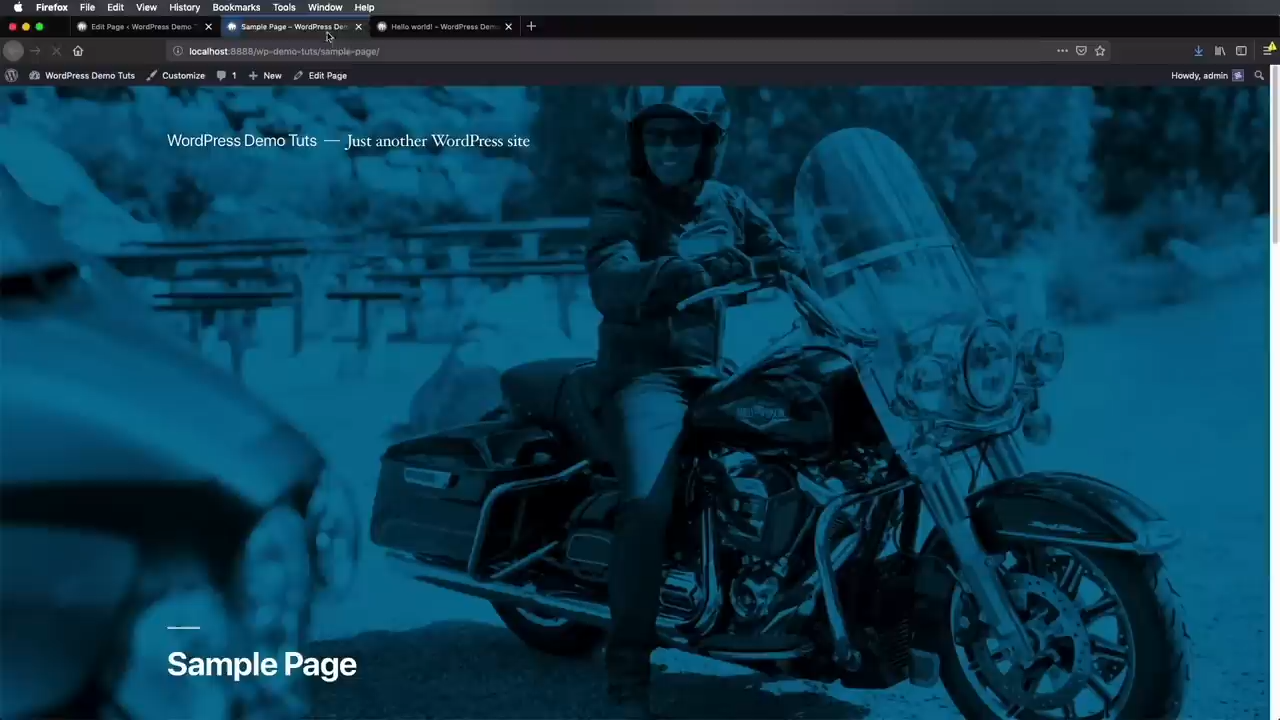 Firefox File Edit View History Bookmarks Tools Window Help
Edit Page ‹ WordPress Demo T Sample Page – WordPress Dem Hello world! – WordPress Demo
localhost:8888/wp-demo-tuts/sample-page/
WordPress Demo Tuts Customize 1 New Edit Page Howdy, admin
WordPress Demo Tuts — Just another WordPress site
Sample Page